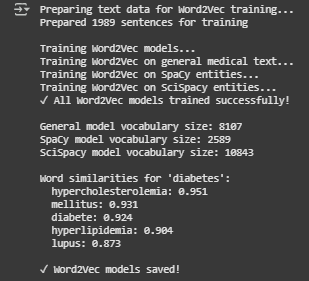 Preparing text data for Word2Vec training...
Prepared 1989 sentences for training

Training Word2Vec models...
Training Word2Vec on general medical text...
Training Word2Vec on SpaCy entities...
Training Word2Vec on SciSpacy entities...
✓ All Word2Vec models trained successfully!

General model vocabulary size: 8107
SpaCy model vocabulary size: 2589
SciSpacy model vocabulary size: 10843

Word similarities for 'diabetes':
  hypercholesterolemia: 0.951
  mellitus: 0.931
  diabete: 0.924
  hyperlipidemia: 0.904
  lupus: 0.873

✓ Word2Vec models saved!